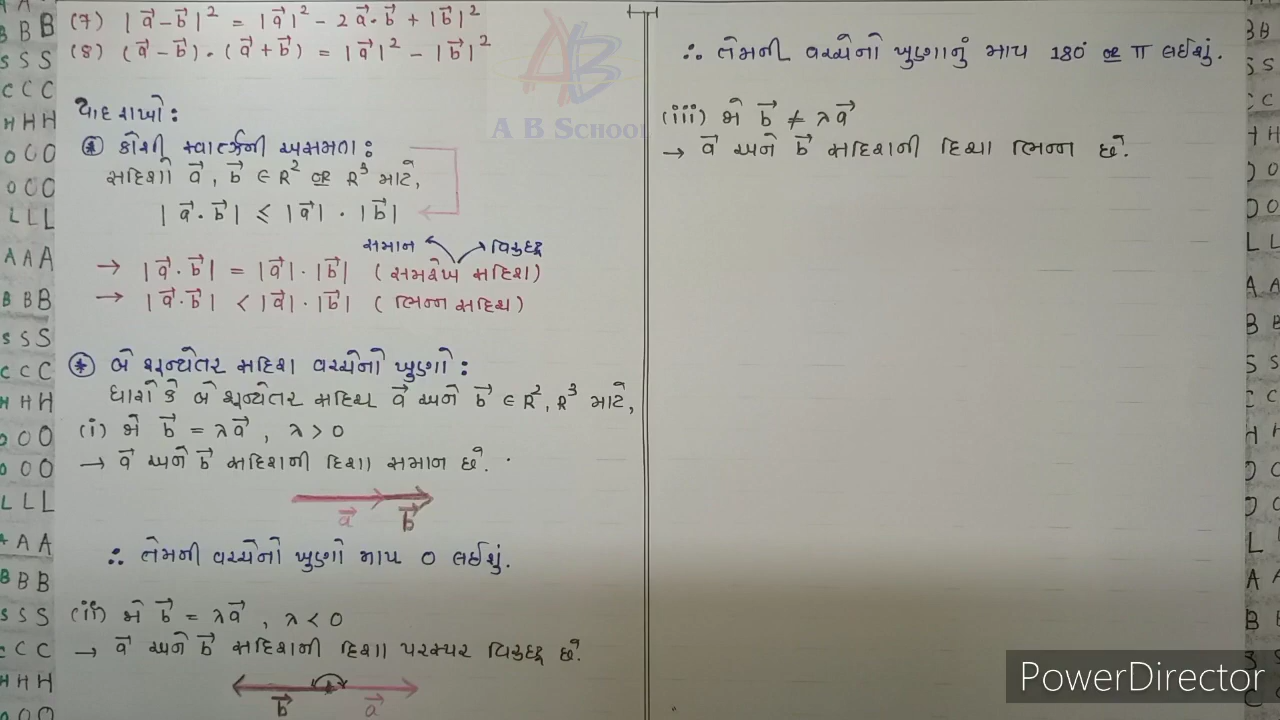 (7) |a⃗ - b⃗|² = |a⃗|² - 2 a⃗·b⃗ + |b⃗|²
(8) (a⃗ - b⃗)·(a⃗ + b⃗) = |a⃗|² - |b⃗|²
યાદ રાખો:
* કોશી સ્વાર્ત્ઝની અસમતા:
સદિશો a⃗, b⃗ ∈ R² or R³ માટે,
|a⃗·b⃗| ≤ |a⃗|·|b⃗|
સમાન વિરુદ્ધ
→ |a⃗·b⃗| = |a⃗|·|b⃗| (સમરેખ સદિશ)
→ |a⃗·b⃗| < |a⃗|·|b⃗| (ભિન્ન સદિશ)
* બે શૂન્યેતર સદિશ વચ્ચેનો ખુણો:
ધારો કે બે શૂન્યેતર સદિશ a⃗ અને b⃗ ∈ R², R³ માટે,
(i) જો b⃗ = λa⃗, λ > 0
→ a⃗ અને b⃗ સદિશની દિશા સમાન છે.
a⃗ b⃗
∴ તેમની વચ્ચેનો ખુણો માપ 0 લઈશું.
(ii) જો b⃗ = λa⃗, λ < 0
→ a⃗ અને b⃗ સદિશની દિશા પરસ્પર વિરુદ્ધ છે.
b⃗ a⃗
∴ તેમની વચ્ચેનો ખુણાનું માપ 180° or π લઈશું.
(iii) જો b⃗ ≠ λa⃗
→ a⃗ અને b⃗ સદિશની દિશા ભિન્ન છે.
AB
A B School
PowerDirector